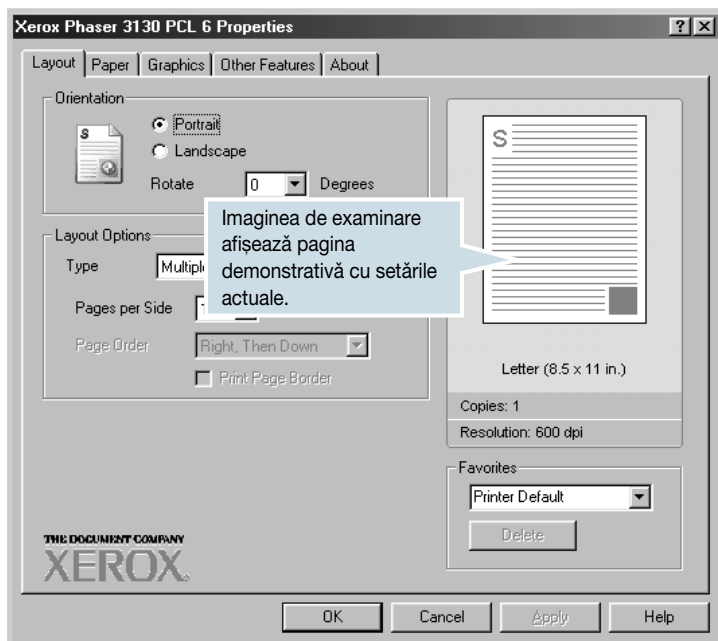 Xerox Phaser 3130 PCL 6 Properties
Layout Paper Graphics Other Features About
Orientation
S
Portrait
Landscape
Rotate 0 Degrees
Layout Options
Type
Pages per Side
Page Order Right, Then Down
Print Page Border
Imaginea de examinare
afișează pagina
demonstrativă cu setările
actuale.
S
Letter (8.5 x 11 in.)
Copies: 1
Resolution: 600 dpi
Favorites
Printer Default
Delete
THE DOCUMENT COMPANY
XEROX
OK Cancel Apply Help